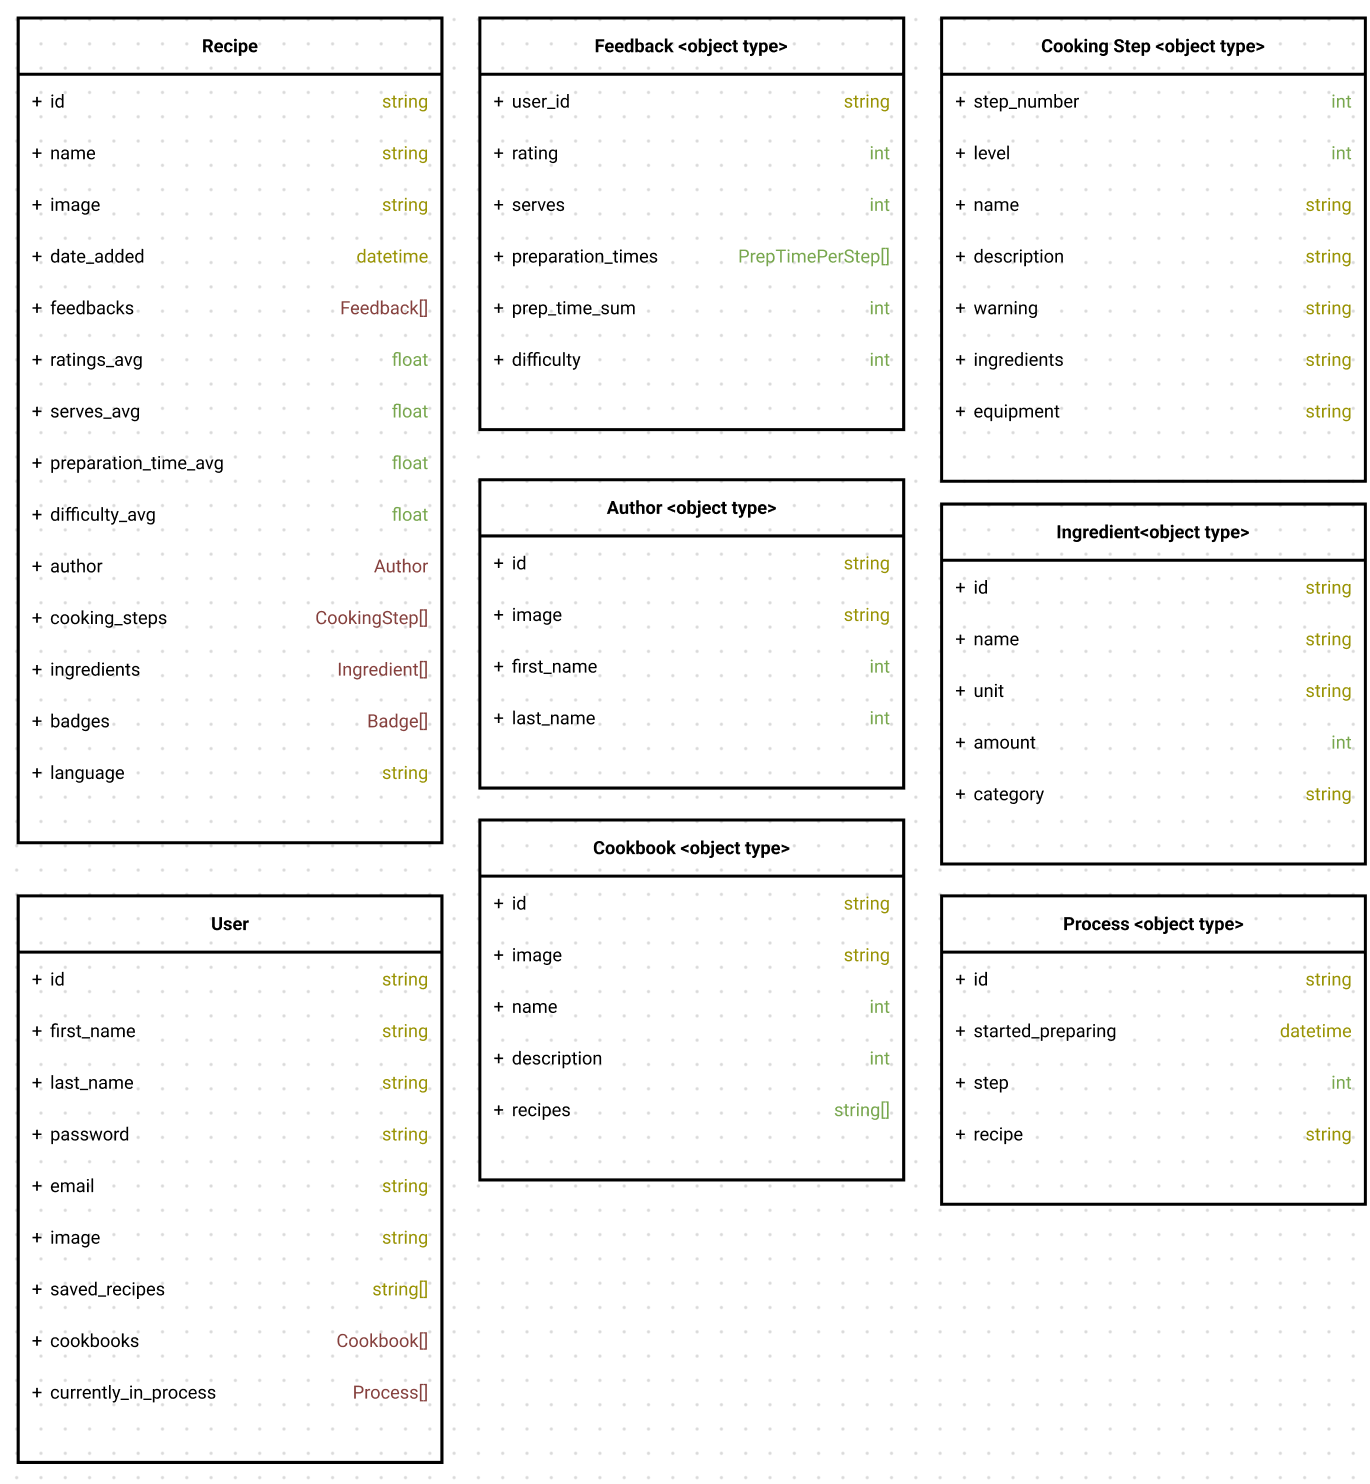 Recipe
+ id string
+ name string
+ image string
+ date_added datetime
+ feedbacks Feedback[]
+ ratings_avg float
+ serves_avg float
+ preparation_time_avg float
+ difficulty_avg float
+ author Author
+ cooking_steps CookingStep[]
+ ingredients Ingredient[]
+ badges Badge[]
+ language string
User
+ id string
+ first_name string
+ last_name string
+ password string
+ email string
+ image string
+ saved_recipes string[]
+ cookbooks Cookbook[]
+ currently_in_process Process[]
Feedback <object type>
+ user_id string
+ rating int
+ serves int
+ preparation_times PrepTimePerStep[]
+ prep_time_sum int
+ difficulty int
Author <object type>
+ id string
+ image string
+ first_name int
+ last_name int
Cookbook <object type>
+ id string
+ image string
+ name int
+ description int
+ recipes string[]
Cooking Step <object type>
+ step_number int
+ level int
+ name string
+ description string
+ warning string
+ ingredients string
+ equipment string
Ingredient<object type>
+ id string
+ name string
+ unit string
+ amount int
+ category string
Process <object type>
+ id string
+ started_preparing datetime
+ step int
+ recipe string